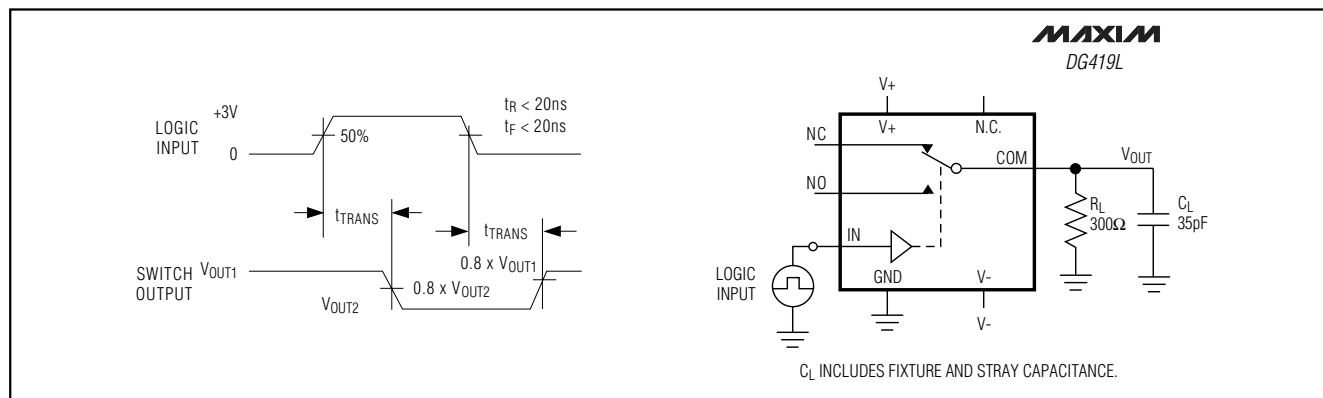 LOGIC
INPUT
+3V
0
50%
tR < 20ns
tF < 20ns
tTRANS
tTRANS
SWITCH
OUTPUT
VOUT1
0.8 x VOUT1
0.8 x VOUT2
VOUT2
MAXIM
DG419L
V+
V+
N.C.
NC
COM
VOUT
NO
RL
300Ω
CL
35pF
IN
LOGIC
INPUT
GND
V-
V-
CL INCLUDES FIXTURE AND STRAY CAPACITANCE.